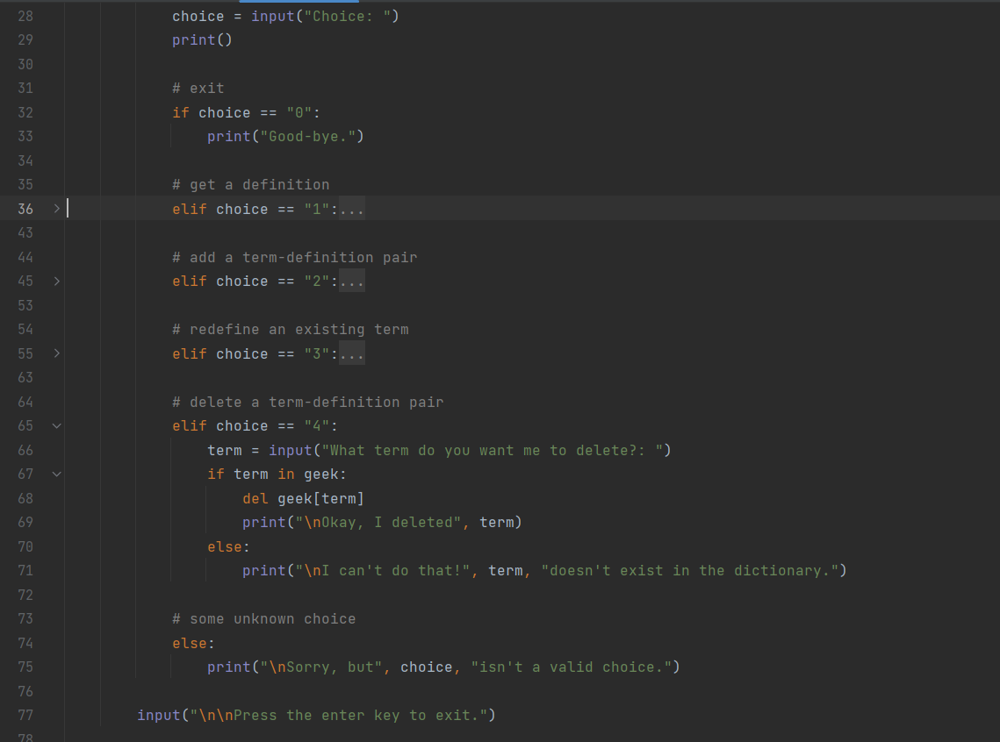 28 choice = input("Choice: ")
29 print()
30
31 # exit
32 if choice == "0":
33 print("Good-bye.")
34
35 # get a definition
36 elif choice == "1":...
43
44 # add a term-definition pair
45 elif choice == "2":...
53
54 # redefine an existing term
55 elif choice == "3":...
63
64 # delete a term-definition pair
65 elif choice == "4":
66 term = input("What term do you want me to delete?: ")
67 if term in geek:
68 del geek[term]
69 print("\nOkay, I deleted", term)
70 else:
71 print("\nI can't do that!", term, "doesn't exist in the dictionary.")
72
73 # some unknown choice
74 else:
75 print("\nSorry, but", choice, "isn't a valid choice.")
76
77 input("\n\nPress the enter key to exit.")
78